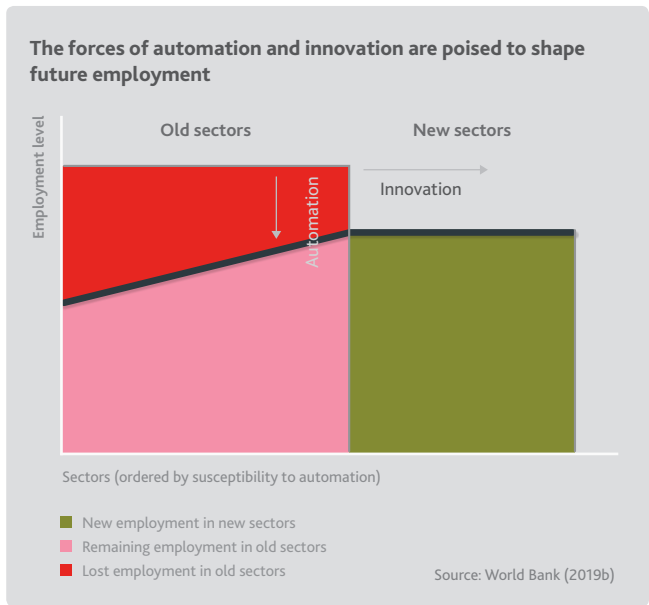 The forces of automation and innovation are poised to shape
future employment
Employment level
Old sectors
New sectors
Innovation
Automation
Sectors (ordered by susceptibility to automation)
New employment in new sectors
Remaining employment in old sectors
Lost employment in old sectors
Source: World Bank (2019b)